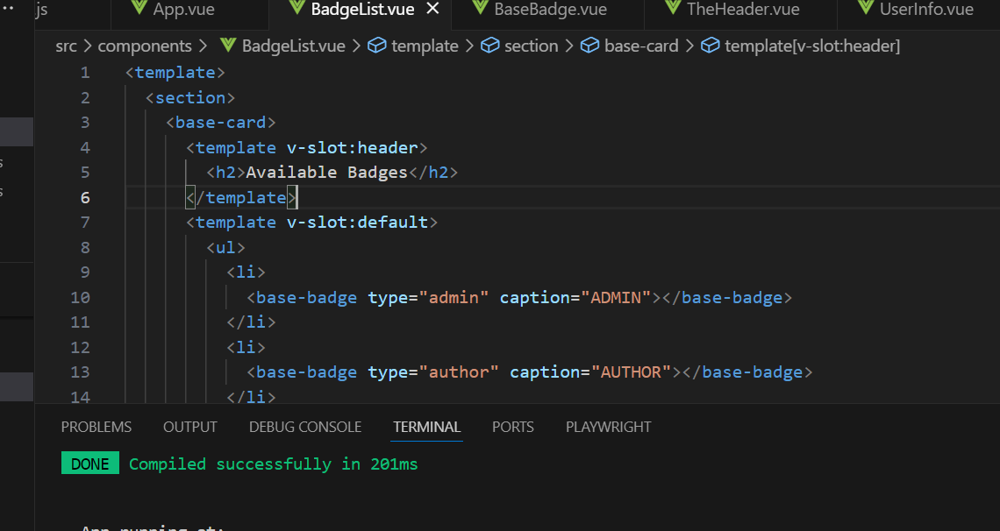 js App.vue BadgeList.vue BaseBadge.vue TheHeader.vue UserInfo.vue
src > components > BadgeList.vue > template > section > base-card > template[v-slot:header]
1 <template>
2 <section>
3 <base-card>
4 <template v-slot:header>
5 <h2>Available Badges</h2>
6 </template>
7 <template v-slot:default>
8 <ul>
9 <li>
10 <base-badge type="admin" caption="ADMIN"></base-badge>
11 </li>
12 <li>
13 <base-badge type="author" caption="AUTHOR"></base-badge>
14 </li>
PROBLEMS OUTPUT DEBUG CONSOLE TERMINAL PORTS PLAYWRIGHT
DONE Compiled successfully in 201ms
App running at: